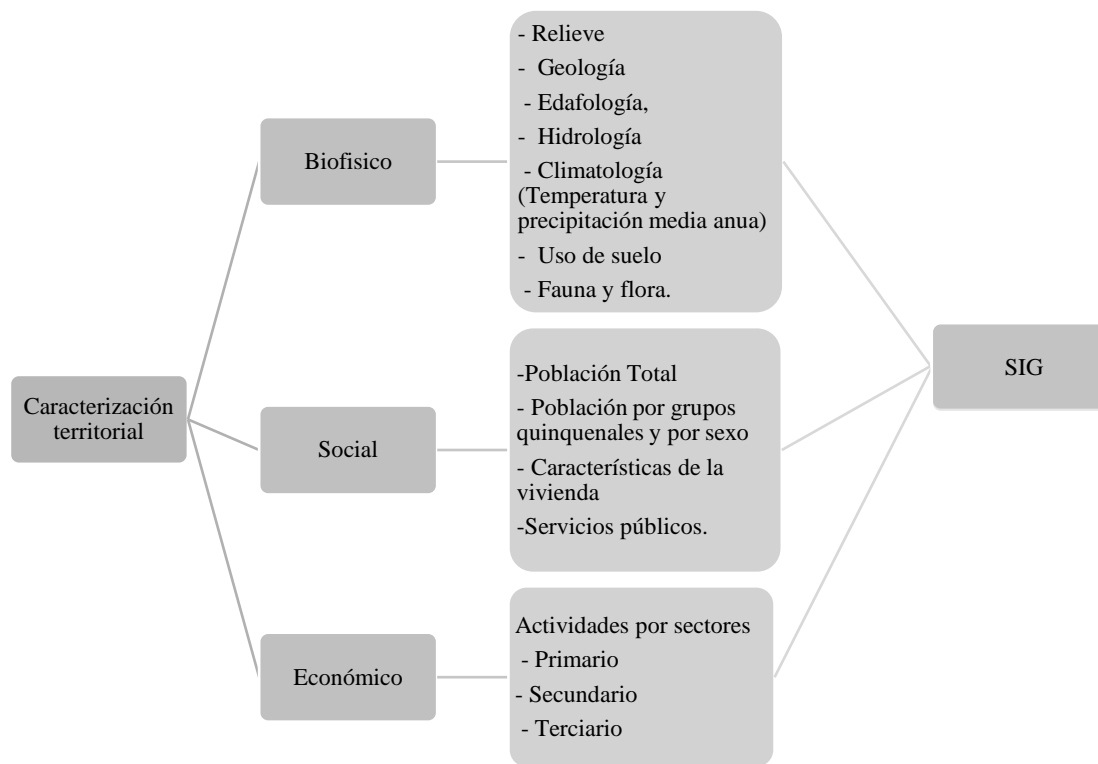 Caracterización
territorial
Biofisico
- Relieve
- Geología
- Edafología,
- Hidrología
- Climatología
(Temperatura y
precipitación media anua)
- Uso de suelo
- Fauna y flora.
Social
-Población Total
- Población por grupos
quinquenales y por sexo
- Características de la
vivienda
-Servicios públicos.
Económico
Actividades por sectores
- Primario
- Secundario
- Terciario
SIG